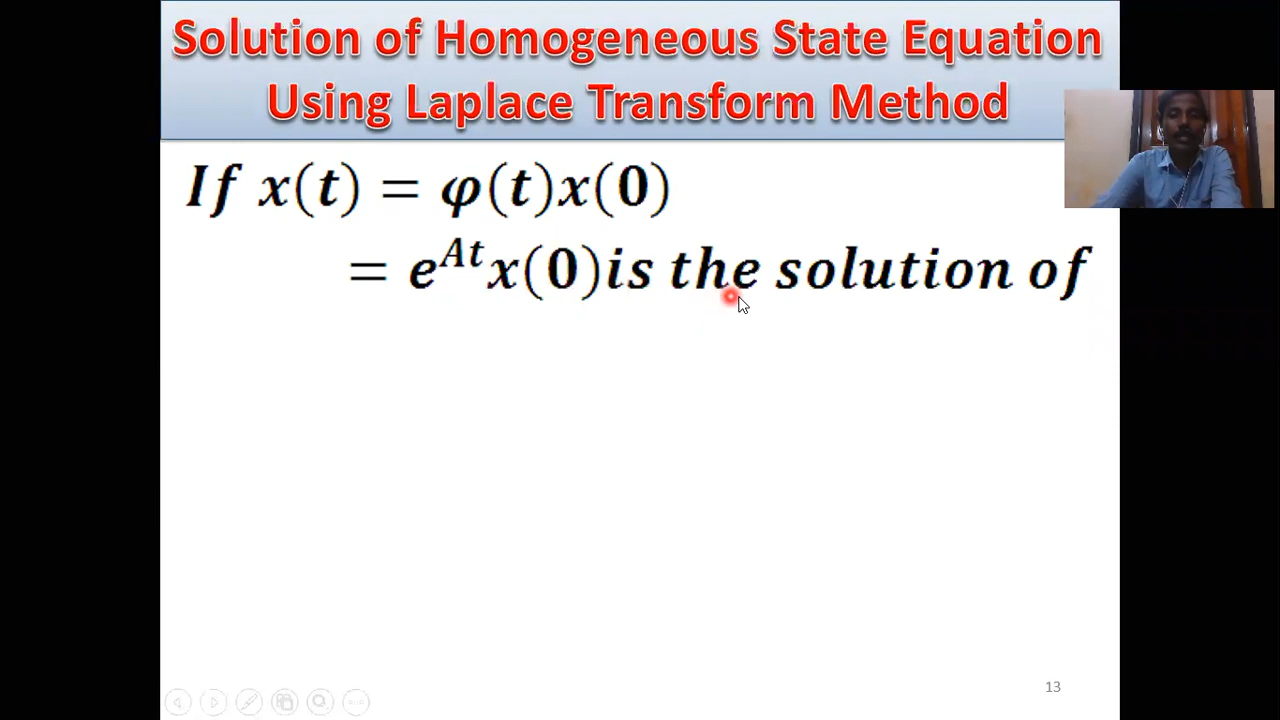 Solution of Homogeneous State Equation
Using Laplace Transform Method
If x(t) = φ(t)x(0)
= e^{At}x(0)is the solution of
13